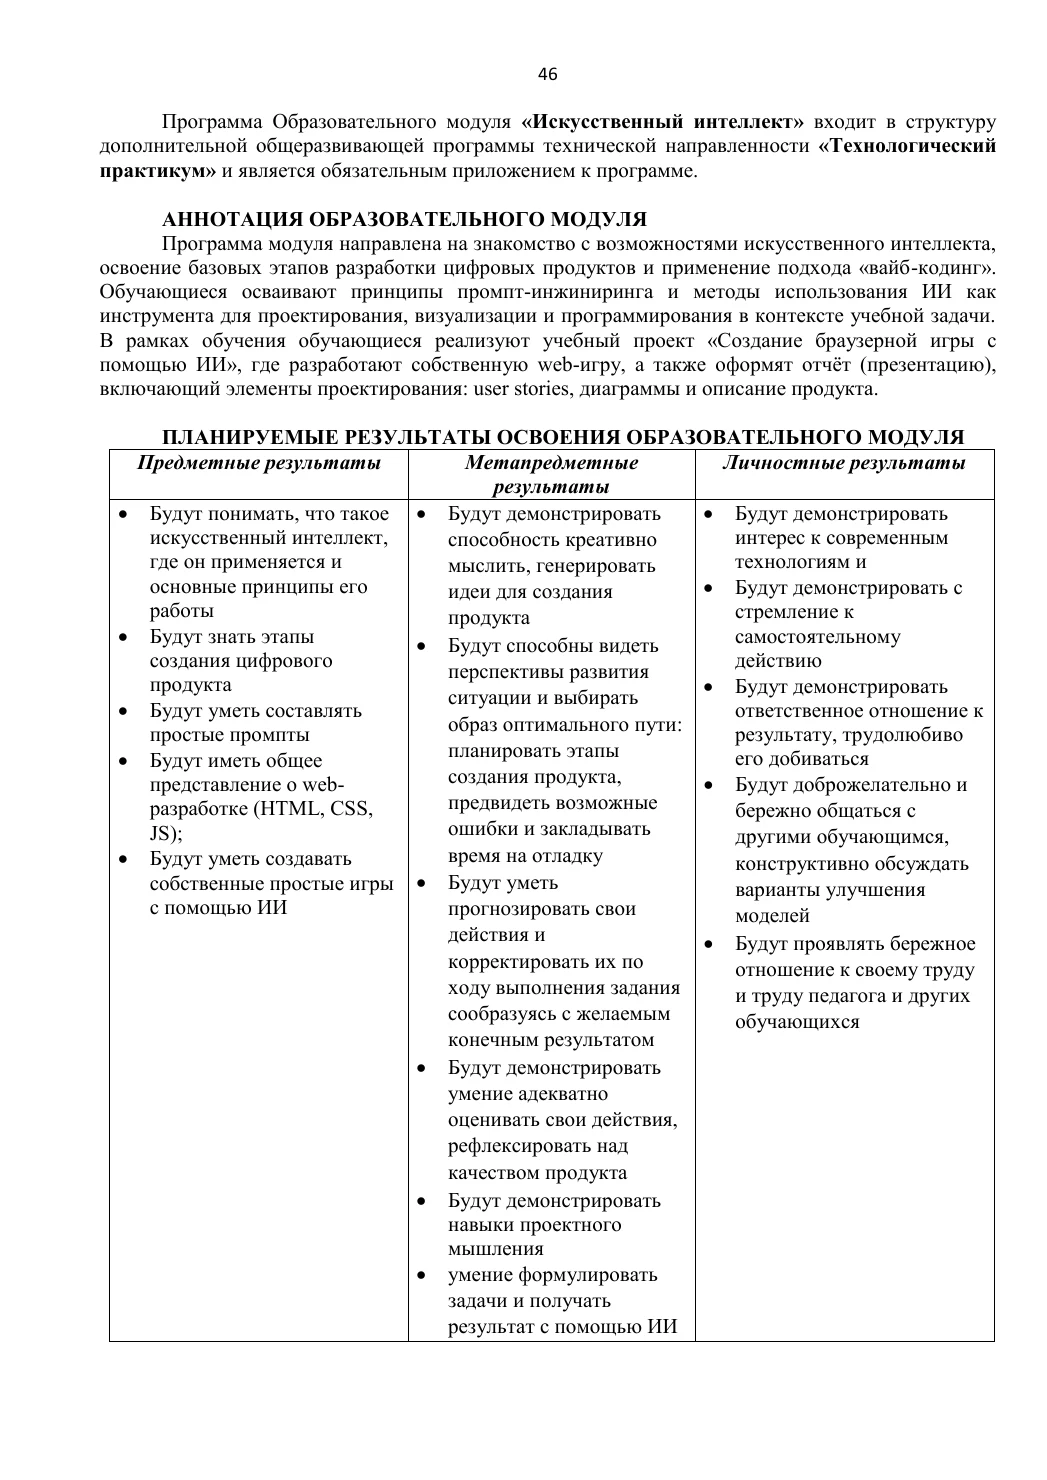 46
Программа Образовательного модуля «Искусственный интеллект» входит в структуру
дополнительной общеразвивающей программы технической направленности «Технологический
практикум» и является обязательным приложением к программе.
АННОТАЦИЯ ОБРАЗОВАТЕЛЬНОГО МОДУЛЯ
Программа модуля направлена на знакомство с возможностями искусственного интеллекта,
освоение базовых этапов разработки цифровых продуктов и применение подхода «вайб-кодинг».
Обучающиеся осваивают принципы промпт-инжиниринга и методы использования ИИ как
инструмента для проектирования, визуализации и программирования в контексте учебной задачи.
В рамках обучения обучающиеся реализуют учебный проект «Создание браузерной игры с
помощью ИИ», где разработают собственную web-игру, а также оформят отчёт (презентацию),
включающий элементы проектирования: user stories, диаграммы и описание продукта.
ПЛАНИРУЕМЫЕ РЕЗУЛЬТАТЫ ОСВОЕНИЯ ОБРАЗОВАТЕЛЬНОГО МОДУЛЯ
Предметные результаты
Метапредметные
результаты
Личностные результаты
• Будут понимать, что такое
искусственный интеллект,
где он применяется и
основные принципы его
работы
• Будут знать этапы
создания цифрового
продукта
• Будут уметь составлять
простые промпты
• Будут иметь общее
представление о web-
разработке (HTML, CSS,
JS);
• Будут уметь создавать
собственные простые игры
с помощью ИИ
• Будут демонстрировать
способность креативно
мыслить, генерировать
идеи для создания
продукта
• Будут способны видеть
перспективы развития
ситуации и выбирать
образ оптимального пути:
планировать этапы
создания продукта,
предвидеть возможные
ошибки и закладывать
время на отладку
• Будут уметь
прогнозировать свои
действия и
корректировать их по
ходу выполнения задания
сообразуясь с желаемым
конечным результатом
• Будут демонстрировать
умение адекватно
оценивать свои действия,
рефлексировать над
качеством продукта
• Будут демонстрировать
навыки проектного
мышления
• умение формулировать
задачи и получать
результат с помощью ИИ
• Будут демонстрировать
интерес к современным
технологиям и
• Будут демонстрировать с
стремление к
самостоятельному
действию
• Будут демонстрировать
ответственное отношение к
результату, трудолюбиво
его добиваться
• Будут доброжелательно и
бережно общаться с
другими обучающимся,
конструктивно обсуждать
варианты улучшения
моделей
• Будут проявлять бережное
отношение к своему труду
и труду педагога и других
обучающихся